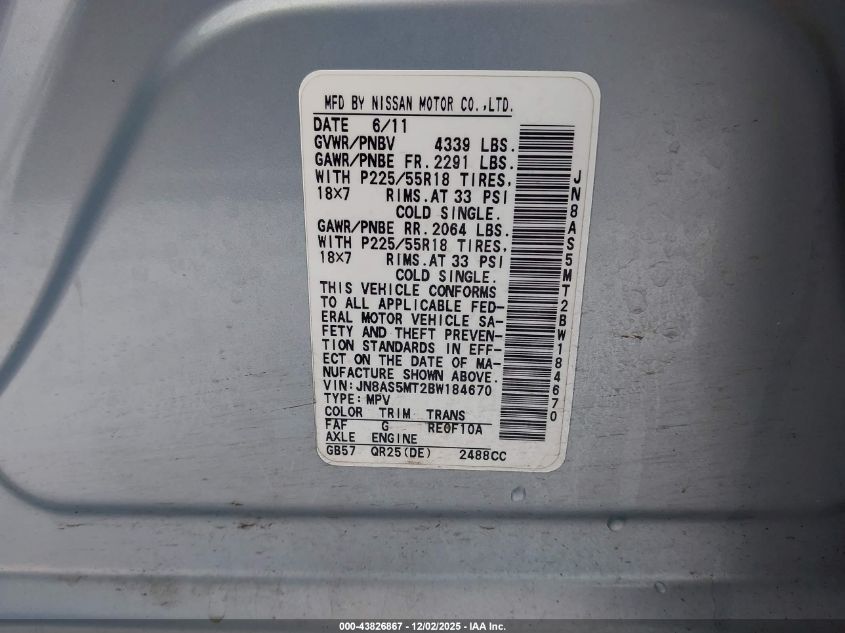 MFD BY NISSAN MOTOR CO.,LTD.
DATE 6/11
GVWR/PNBV 4339 LBS.
GAWR/PNBE FR. 2291 LBS.
WITH P225/55R18 TIRES,
18X7 RIMS.AT 33 PSI
COLD SINGLE.
GAWR/PNBE RR. 2064 LBS.
WITH P225/55R18 TIRES,
18X7 RIMS.AT 33 PSI
COLD SINGLE.
THIS VEHICLE CONFORMS
TO ALL APPLICABLE FED-
ERAL MOTOR VEHICLE SA-
FETY AND THEFT PREVEN-
TION STANDARDS IN EFF-
ECT ON THE DATE OF MA-
NUFACTURE SHOWN ABOVE.
VIN:JN8AS5MT2BW184670
TYPE:MPV
COLOR TRIM TRANS
FAF G RE0F10A
AXLE ENGINE
GB57 QR25(DE) 2488CC
JN8AS5MT2BW184670
000-43826867 - 12/02/2025 - IAA Inc.